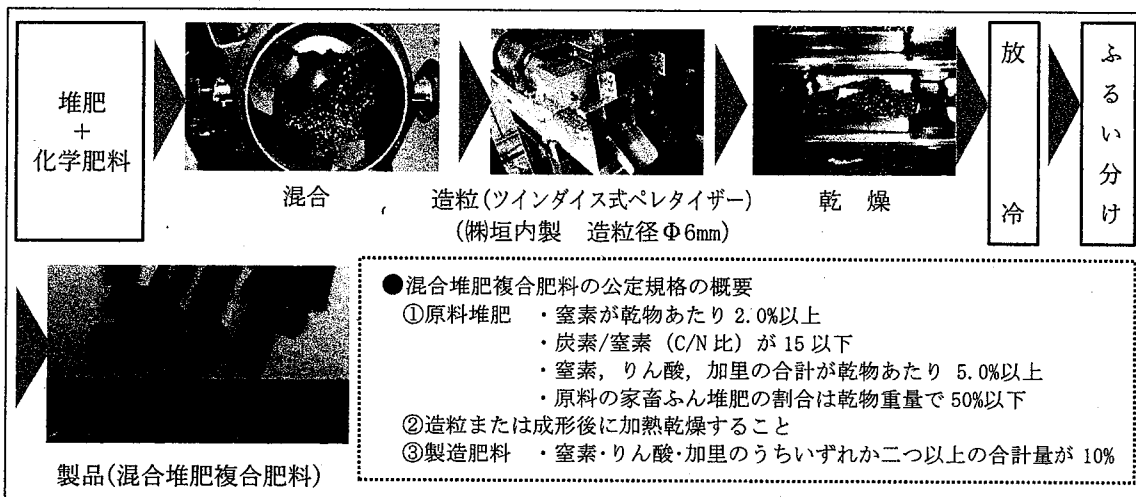 堆肥
+
化学肥料
混合
造粒(ツインダイス式ペレタイザー)
(㈱垣内製 造粒径Φ6mm)
乾 燥
放 冷
ふるい分け
製品(混合堆肥複合肥料)
●混合堆肥複合肥料の公定規格の概要
①原料堆肥 ・窒素が乾物あたり 2.0%以上
・炭素/窒素 (C/N 比) が 15 以下
・窒素, りん酸, 加里の合計が乾物あたり 5.0%以上
・原料の家畜ふん堆肥の割合は乾物重量で 50%以下
②造粒または成形後に加熱乾燥すること
③製造肥料 ・窒素・りん酸・加里のうちいずれか二つ以上の合計量が 10%